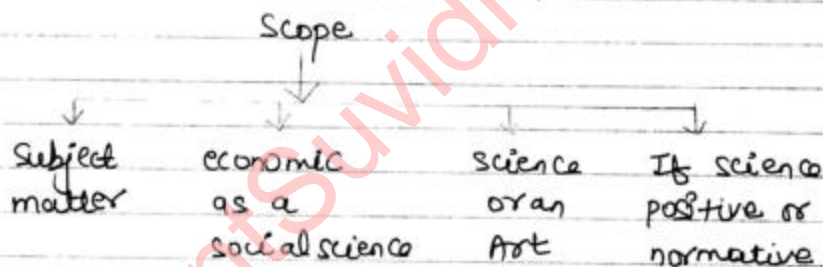 Scope
Subject matter
economic as a social science
science or an Art
If science positive or normative